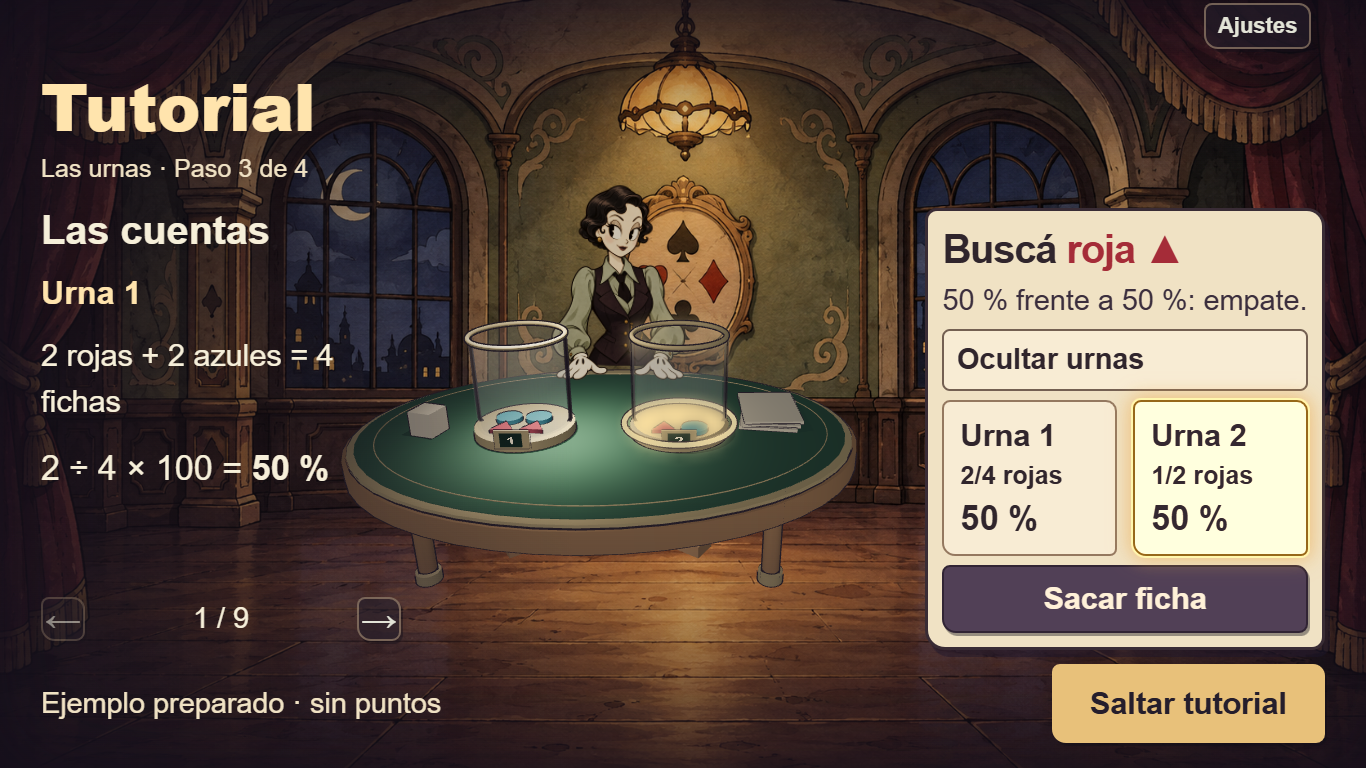 Ajustes
Tutorial
Las urnas · Paso 3 de 4
Las cuentas
Urna 1
2 rojas + 2 azules = 4
fichas
2 ÷ 4 × 100 = 50 %
← 1 / 9 →
Ejemplo preparado · sin puntos
1
2
Buscá roja ▲
50 % frente a 50 %: empate.
Ocultar urnas
Urna 1
2/4 rojas
50 %
Urna 2
1/2 rojas
50 %
Sacar ficha
Saltar tutorial